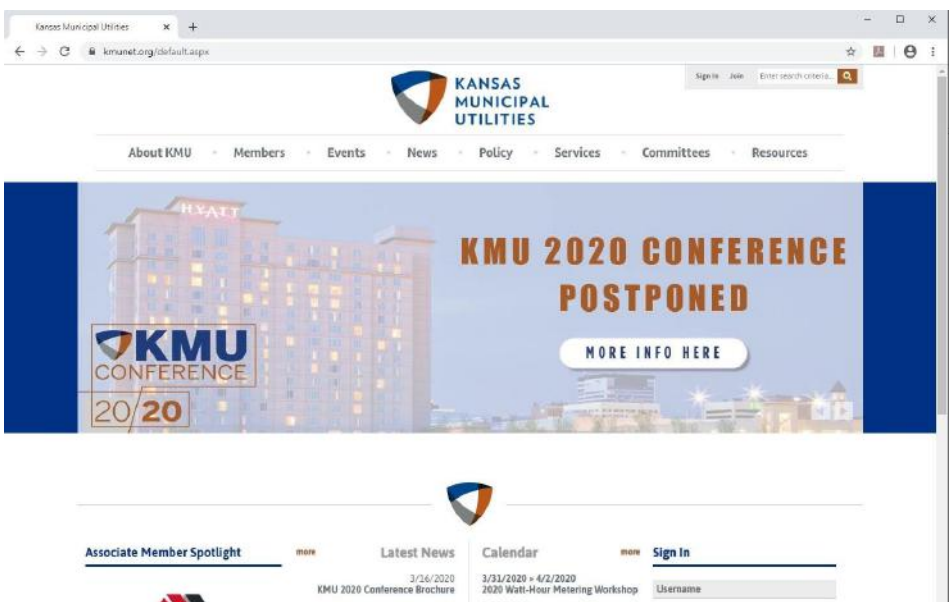 Kansas Municipal Utilities
kmunet.org/default.aspx
Sign In Join Enter search criteria...
KANSAS
MUNICIPAL
UTILITIES
About KMU Members Events News Policy Services Committees Resources
HYATT
KMU 2020 CONFERENCE
POSTPONED
MORE INFO HERE
KMU
CONFERENCE
20/20
Associate Member Spotlight more
Latest News
3/16/2020
KMU 2020 Conference Brochure
Calendar more
3/31/2020 » 4/2/2020
2020 Watt-Hour Metering Workshop
Sign In
Username